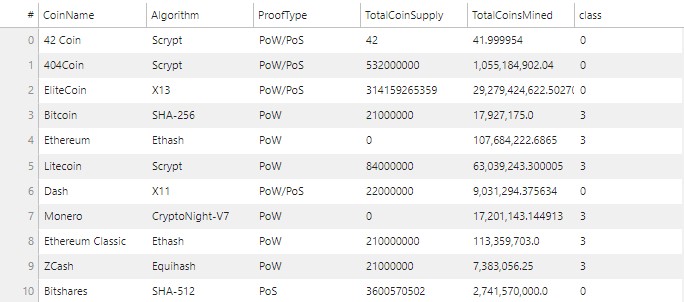 # CoinName Algorithm ProofType TotalCoinSupply TotalCoinsMined class
0 42 Coin Scrypt PoW/PoS 42 41.999954 0
1 404Coin Scrypt PoW/PoS 532000000 1,055,184,902.04 0
2 EliteCoin X13 PoW/PoS 314159265359 29,279,424,622.5027( 0
3 Bitcoin SHA-256 PoW 21000000 17,927,175.0 3
4 Ethereum Ethash PoW 0 107,684,222.6865 3
5 Litecoin Scrypt PoW 84000000 63,039,243.300005 3
6 Dash X11 PoW/PoS 22000000 9,031,294.375634 0
7 Monero CryptoNight-V7 PoW 0 17,201,143.144913 3
8 Ethereum Classic Ethash PoW 210000000 113,359,703.0 3
9 ZCash Equihash PoW 21000000 7,383,056.25 3
10 Bitshares SHA-512 PoS 3600570502 2,741,570,000.0 0